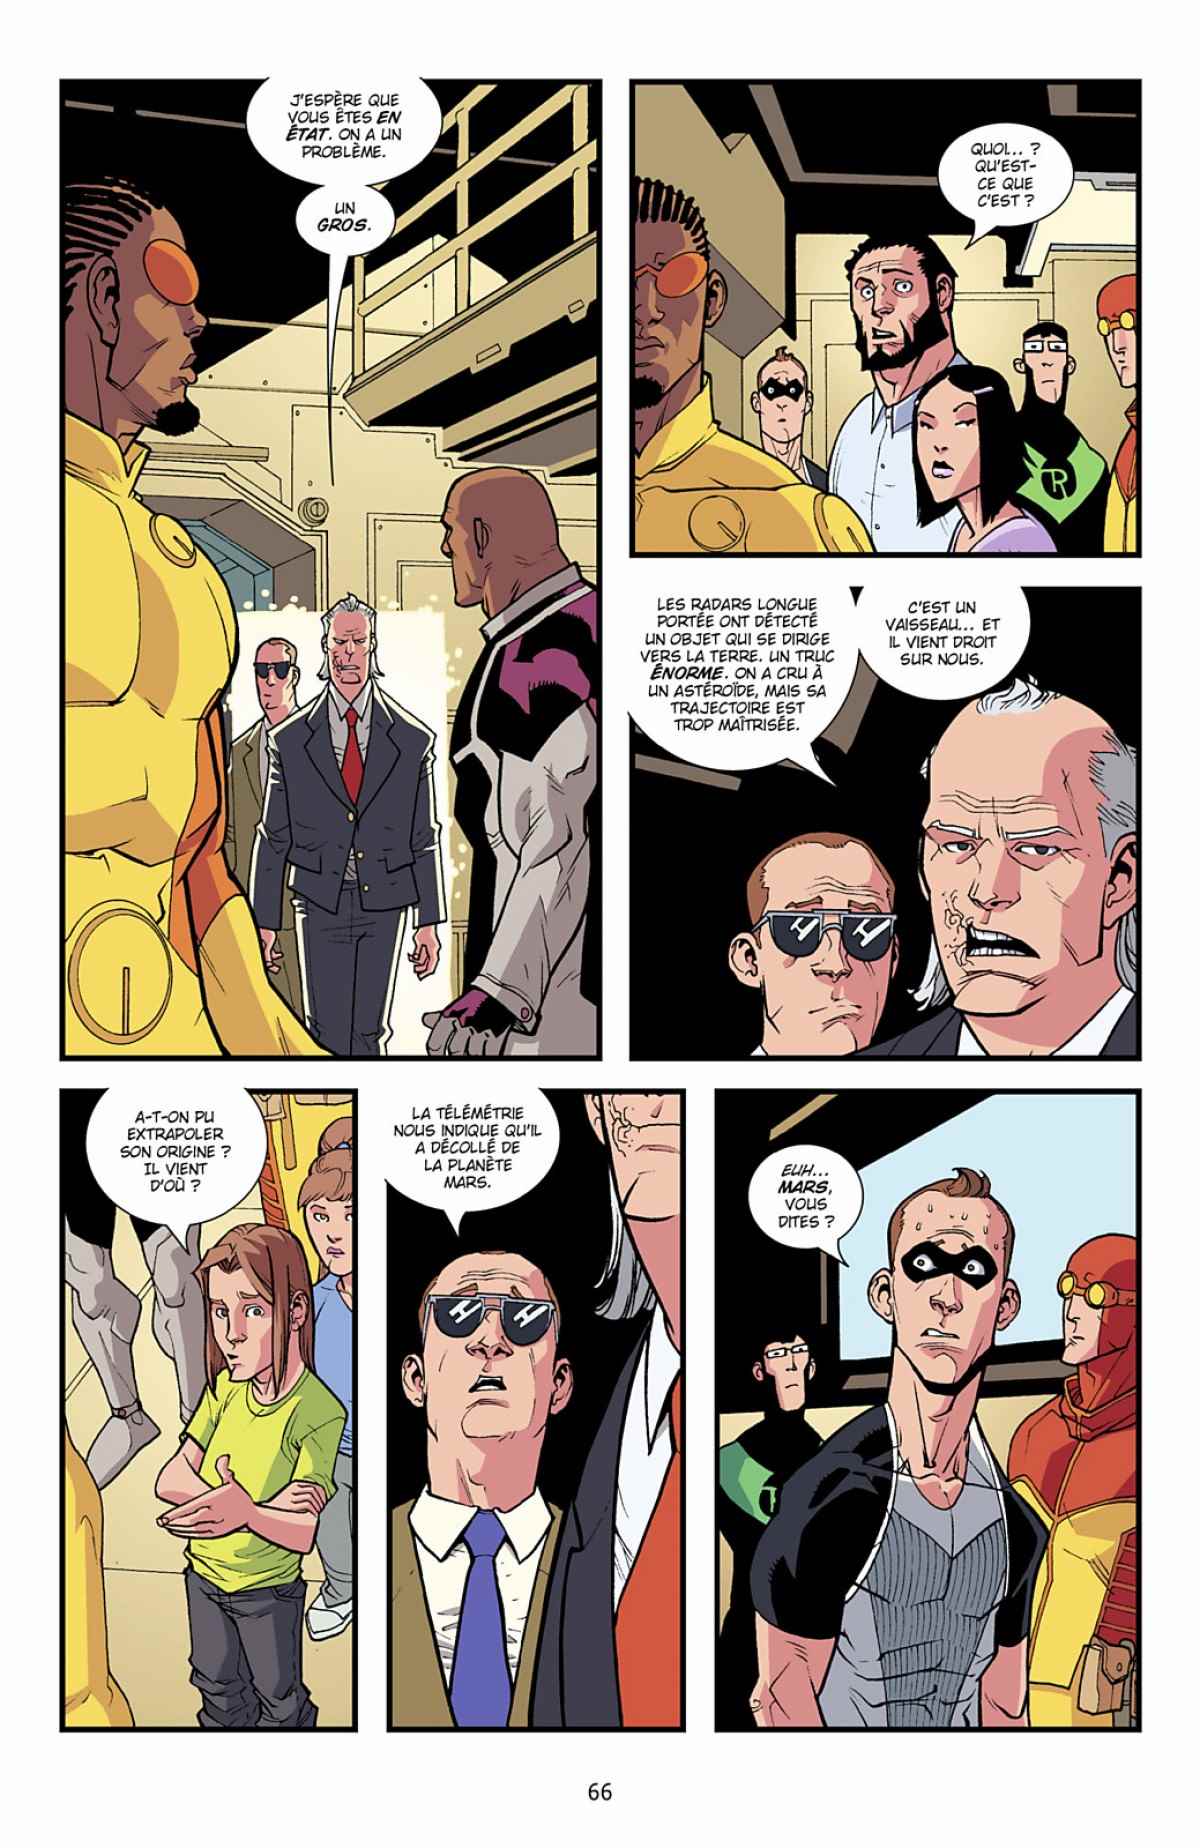 J'ESPÈRE QUE
VOUS ÊTES EN
ÉTAT. ON A UN
PROBLÈME.
UN
GROS.
QUOI... ?
QU'EST-
CE QUE
C'EST ?
R
LES RADARS LONGUE
PORTÉE ONT DÉTECTÉ
UN OBJET QUI SE DIRIGE
VERS LA TERRE. UN TRUC
ÉNORME. ON A CRU À
UN ASTÉROÏDE, MAIS SA
TRAJECTOIRE EST
TROP MAÎTRISÉE.
C'EST UN
VAISSEAU... ET
IL VIENT DROIT
SUR NOUS.
A-T-ON PU
EXTRAPOLER
SON ORIGINE ?
IL VIENT
D'OÙ ?
LA TÉLÉMÉTRIE
NOUS INDIQUE QU'IL
A DÉCOLLÉ DE
LA PLANÈTE
MARS.
EUH...
MARS,
VOUS
DITES ?
66